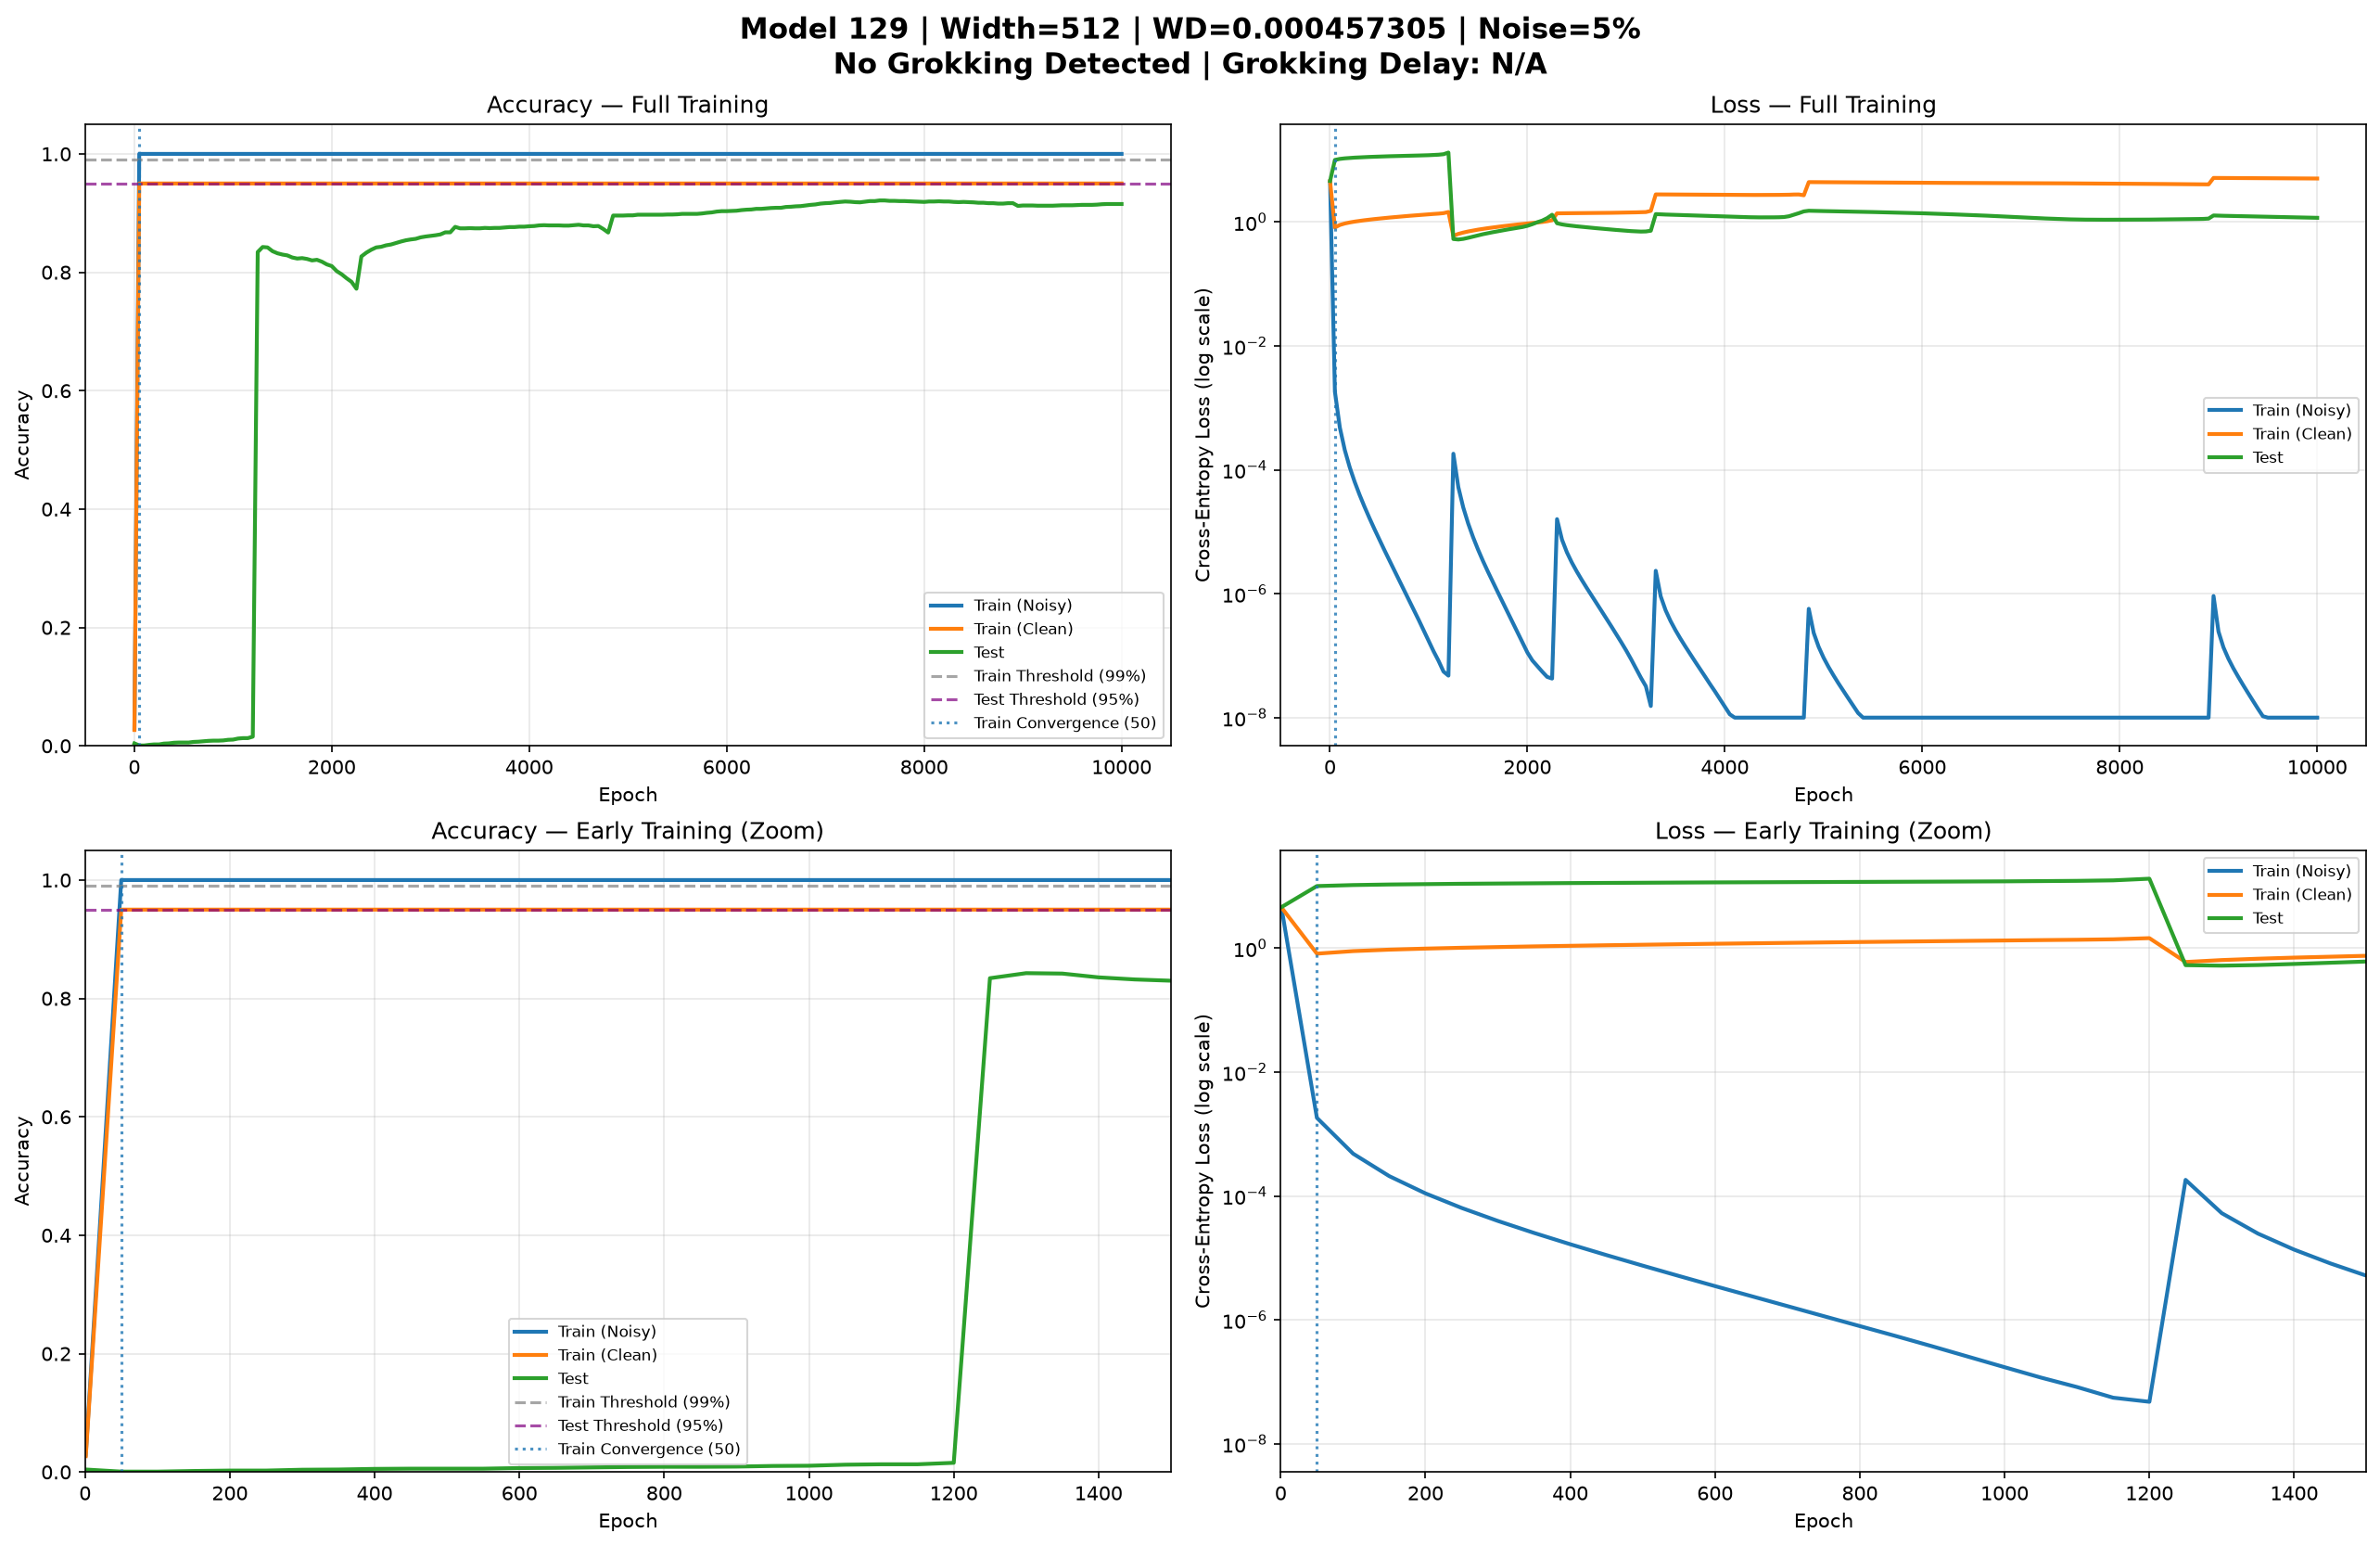 Model 129 | Width=512 | WD=0.000457305 | Noise=5%
No Grokking Detected | Grokking Delay: N/A
Accuracy — Full Training
Accuracy
1.0
0.8
0.6
0.4
0.2
0.0
Train (Noisy)
Train (Clean)
Test
Train Threshold (99%)
Test Threshold (95%)
Train Convergence (50)
0 2000 4000 6000 8000 10000
Epoch
Loss — Full Training
Cross-Entropy Loss (log scale)
10⁰
10⁻²
10⁻⁴
10⁻⁶
10⁻⁸
Train (Noisy)
Train (Clean)
Test
0 2000 4000 6000 8000 10000
Epoch
Accuracy — Early Training (Zoom)
Accuracy
1.0
0.8
0.6
0.4
0.2
0.0
Train (Noisy)
Train (Clean)
Test
Train Threshold (99%)
Test Threshold (95%)
Train Convergence (50)
0 200 400 600 800 1000 1200 1400
Epoch
Loss — Early Training (Zoom)
Cross-Entropy Loss (log scale)
10⁰
10⁻²
10⁻⁴
10⁻⁶
10⁻⁸
Train (Noisy)
Train (Clean)
Test
0 200 400 600 800 1000 1200 1400
Epoch